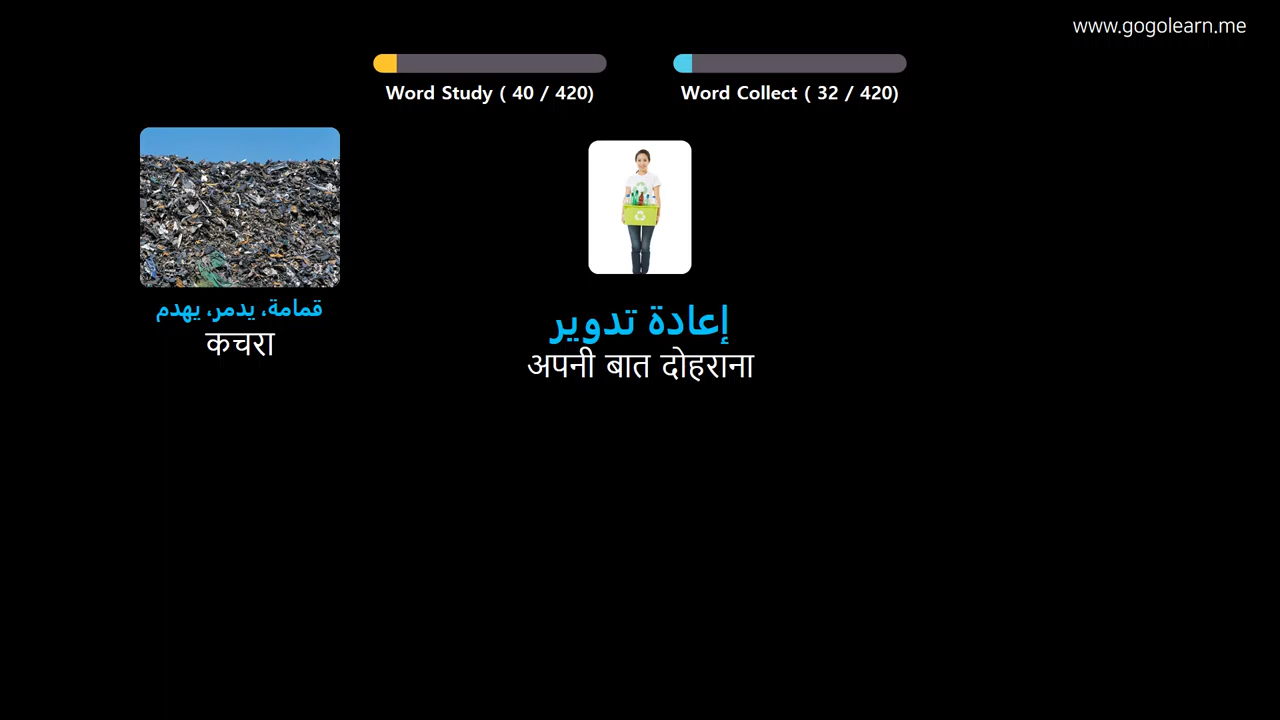 www.gogolearn.me
Word Study ( 40 / 420)
Word Collect ( 32 / 420)
قمامة، يدمر، يهدم
कचरा
إعادة تدوير
अपनी बात दोहराना